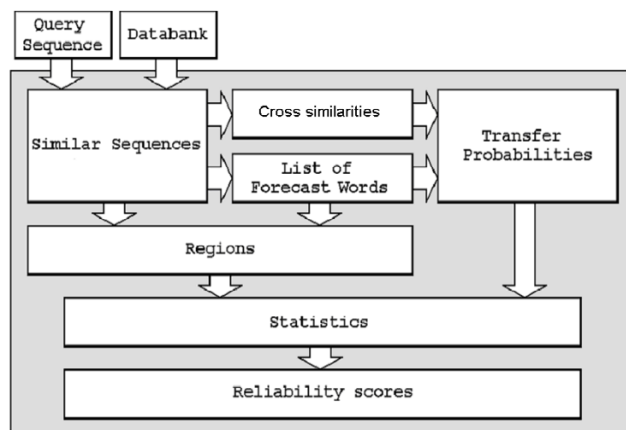 Query
Sequence
Databank
Similar Sequences
Cross similarities
List of
Forecast Words
Transfer
Probabilities
Regions
Statistics
Reliability scores